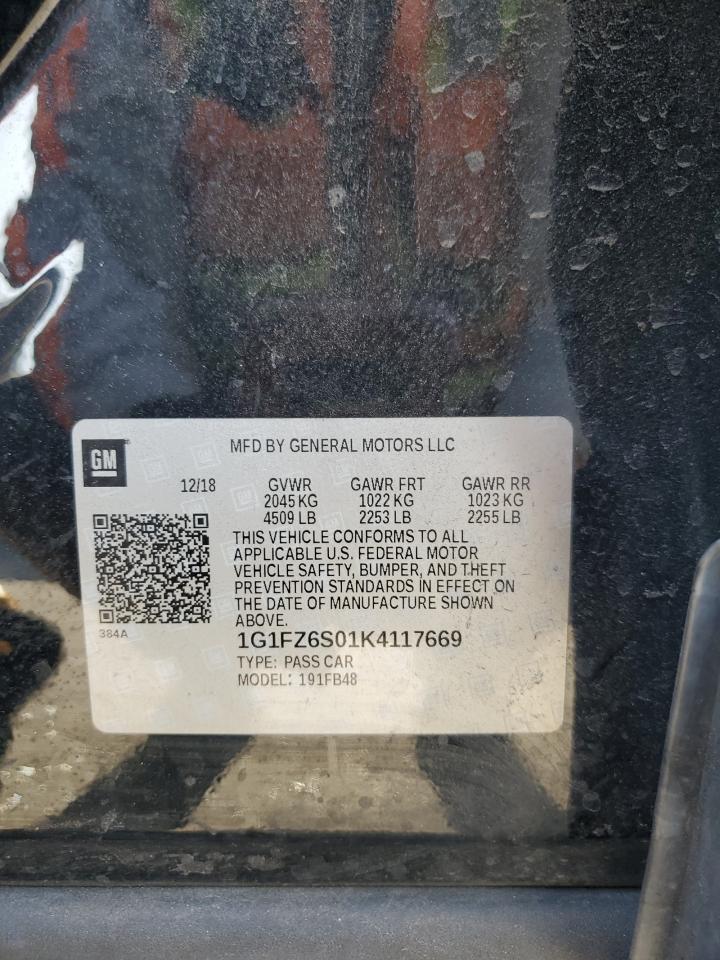 GM
MFD BY GENERAL MOTORS LLC
12/18 GVWR GAWR FRT GAWR RR
2045 KG 1022 KG 1023 KG
4509 LB 2253 LB 2255 LB
THIS VEHICLE CONFORMS TO ALL
APPLICABLE U.S. FEDERAL MOTOR
VEHICLE SAFETY, BUMPER, AND THEFT
PREVENTION STANDARDS IN EFFECT ON
THE DATE OF MANUFACTURE SHOWN
ABOVE.
384A
1G1FZ6S01K4117669
TYPE: PASS CAR
MODEL: 191FB48